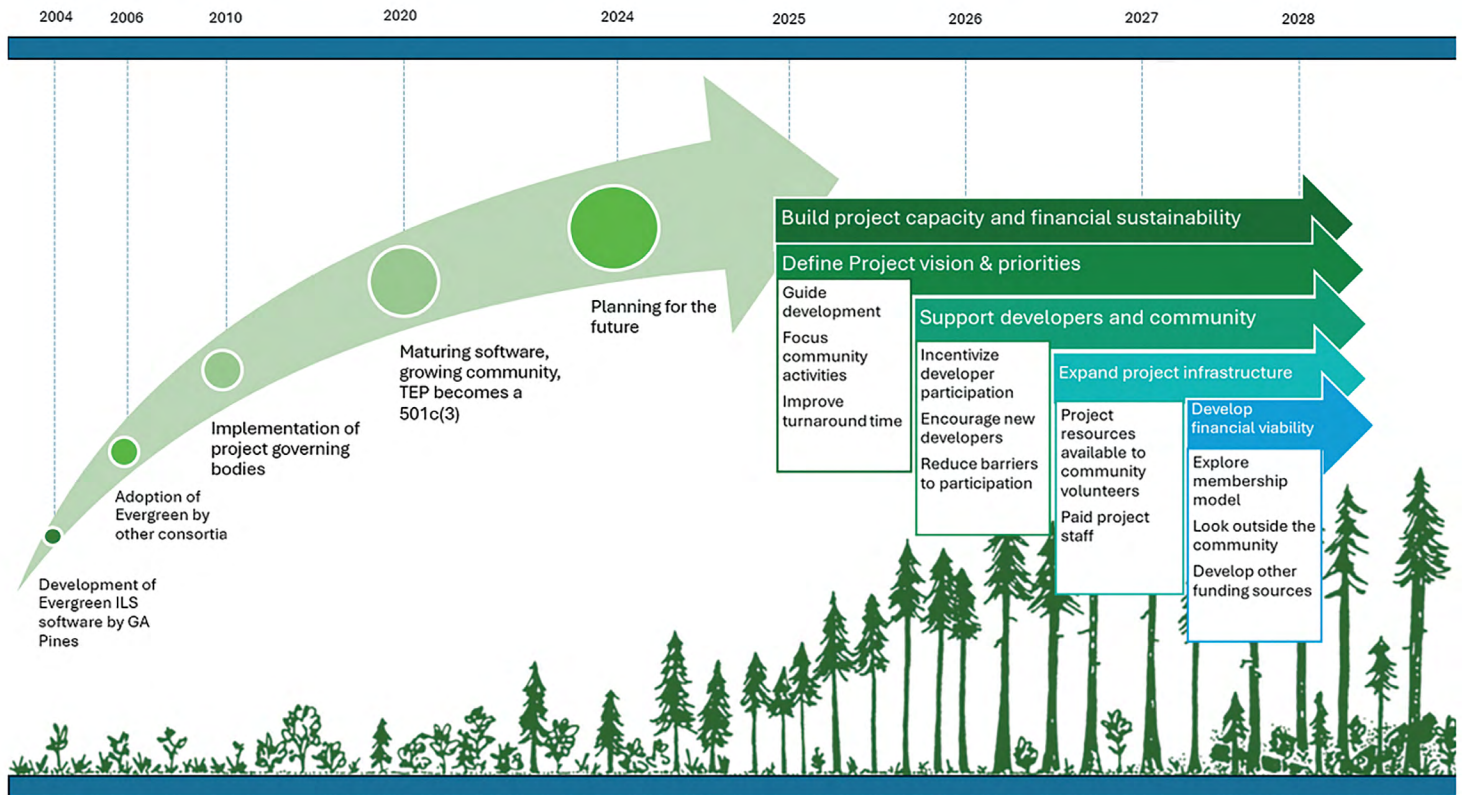 2004 2006 2010 2020 2024 2025 2026 2027 2028
Development of
Evergreen ILS
software by GA
Pines
Adoption of
Evergreen by
other consortia
Implementation of
project governing
bodies
Maturing software,
growing community,
TEP becomes a
501c(3)
Planning for the
future
Build project capacity and financial sustainability
Define Project vision & priorities
Guide
development
Focus
community
activities
Improve
turnaround time
Support developers and community
Incentivize
developer
participation
Encourage new
developers
Reduce barriers
to participation
Expand project infrastructure
Project
resources
available to
community
volunteers
Paid project
staff
Develop
financial viability
Explore
membership
model
Look outside the
community
Develop other
funding sources